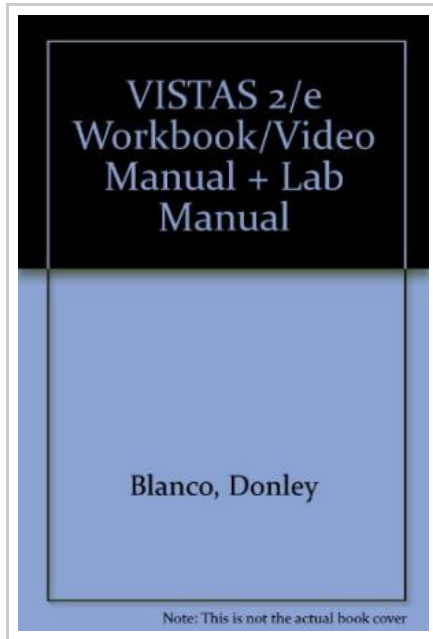 VISTAS 2/e
Workbook/Video
Manual + Lab
Manual
Blanco, Donley
Note: This is not the actual book cover